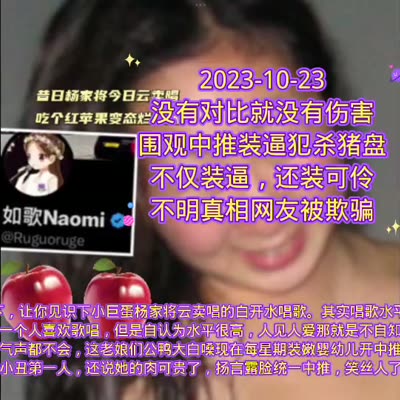 2023-10-23
昔日杨家将今日云卖唱
没有对比就没有伤害
吃个红苹果变态烂
围观中推装逼犯杀猪盘
不仅装逼，还装可伶
不明真相网友被欺骗
如歌Naomi
@Ruguoruge
，让你见识下小巨蛋杨家将云卖唱的白开水唱歌。其实唱歌水平
一个人喜欢歌唱，但是自认为水平很高，人见人爱那就是不自知
气声都不会，这老娘们公鸭大白嗓现在每星期装嫩婴幼儿开中推
小丑第一人，还说她的肉可贵了，扬言露脸统一中推，笑丝人了